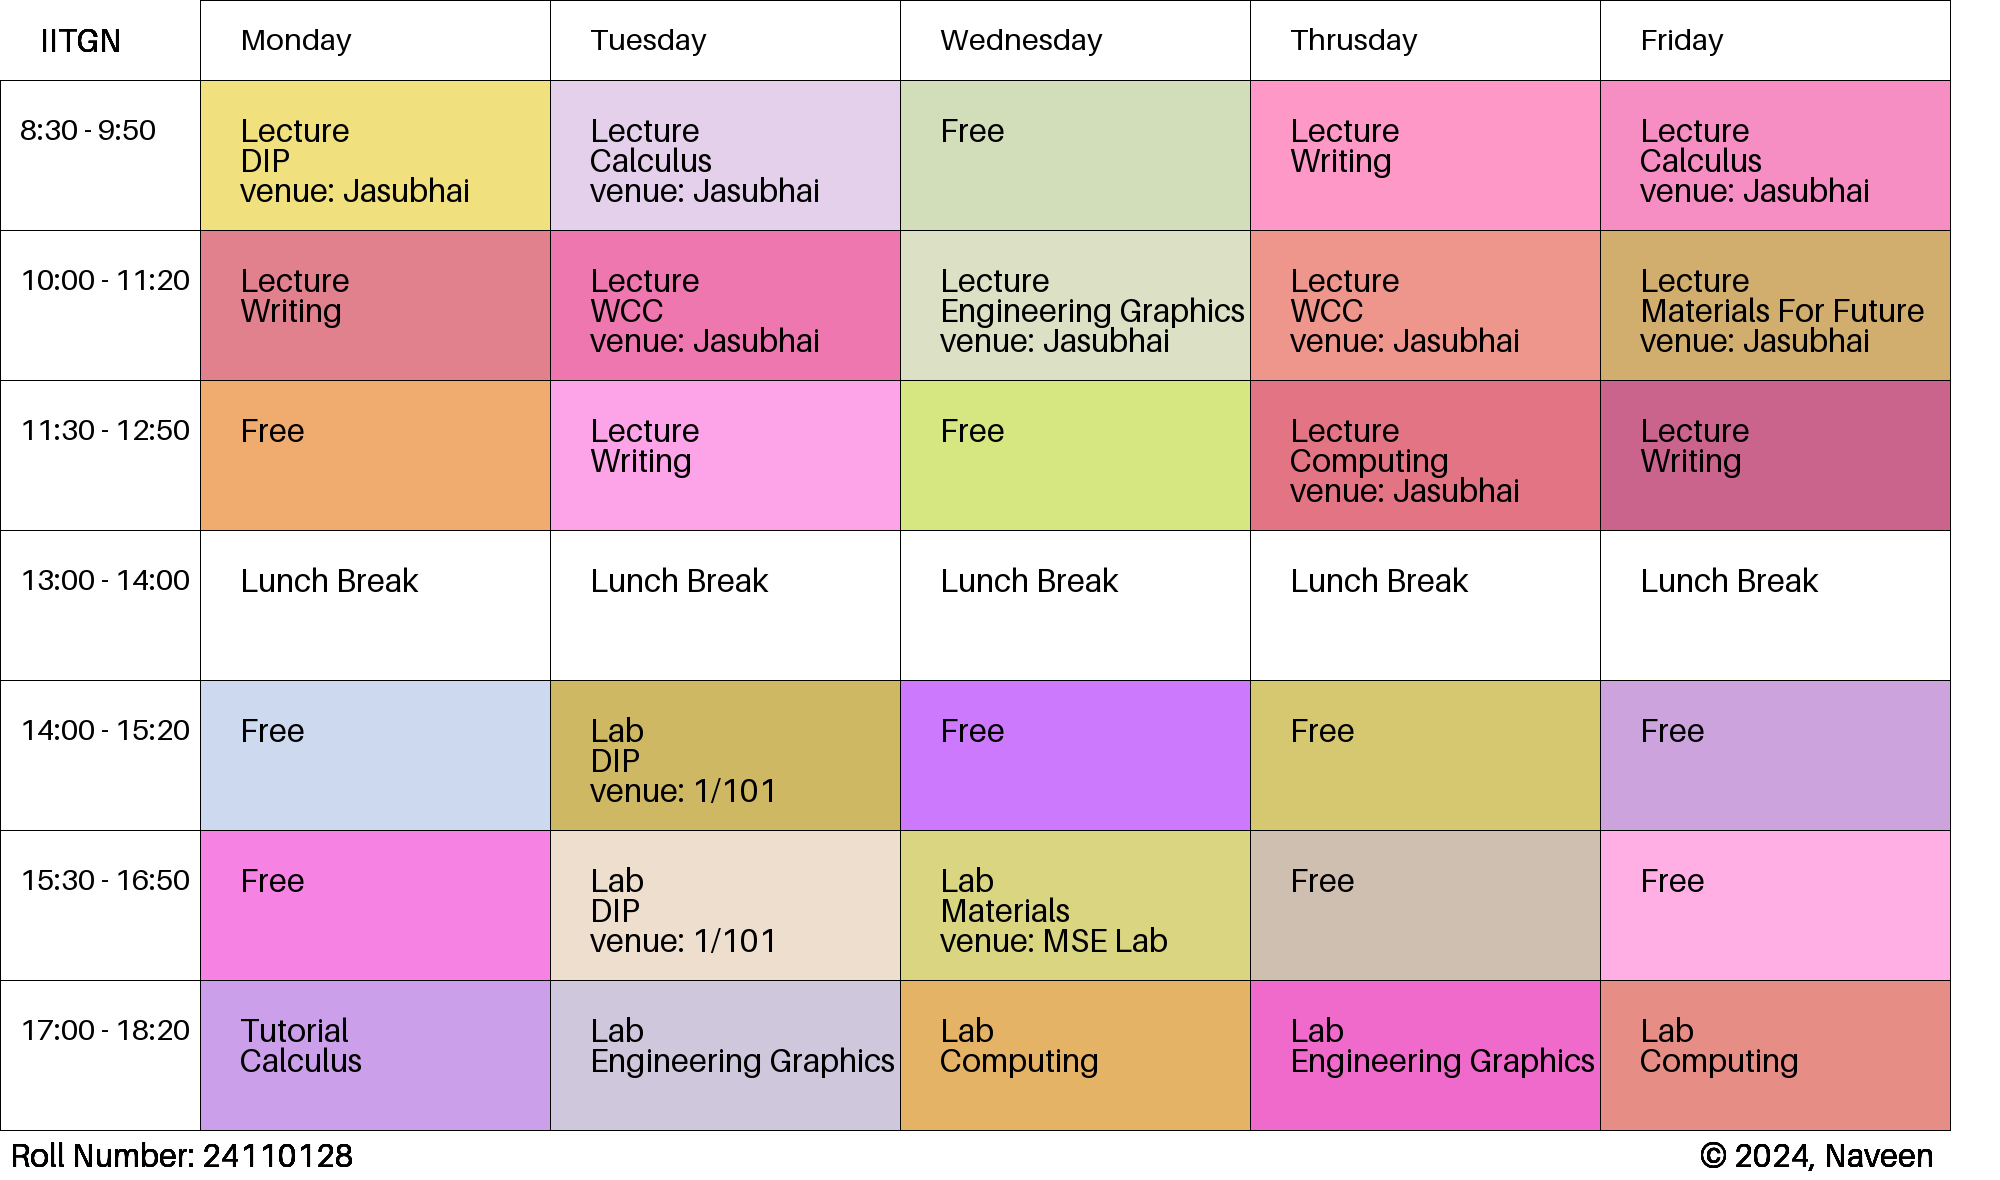 IITGN
Monday
Tuesday
Wednesday
Thrusday
Friday
8:30 - 9:50
Lecture
DIP
venue: Jasubhai
Lecture
Calculus
venue: Jasubhai
Free
Lecture
Writing
Lecture
Calculus
venue: Jasubhai
10:00 - 11:20
Lecture
Writing
Lecture
WCC
venue: Jasubhai
Lecture
Engineering Graphics
venue: Jasubhai
Lecture
WCC
venue: Jasubhai
Lecture
Materials For Future
venue: Jasubhai
11:30 - 12:50
Free
Lecture
Writing
Free
Lecture
Computing
venue: Jasubhai
Lecture
Writing
13:00 - 14:00
Lunch Break
Lunch Break
Lunch Break
Lunch Break
Lunch Break
14:00 - 15:20
Free
Lab
DIP
venue: 1/101
Free
Free
Free
15:30 - 16:50
Free
Lab
DIP
venue: 1/101
Lab
Materials
venue: MSE Lab
Free
Free
17:00 - 18:20
Tutorial
Calculus
Lab
Engineering Graphics
Lab
Computing
Lab
Engineering Graphics
Lab
Computing
Roll Number: 24110128
© 2024, Naveen